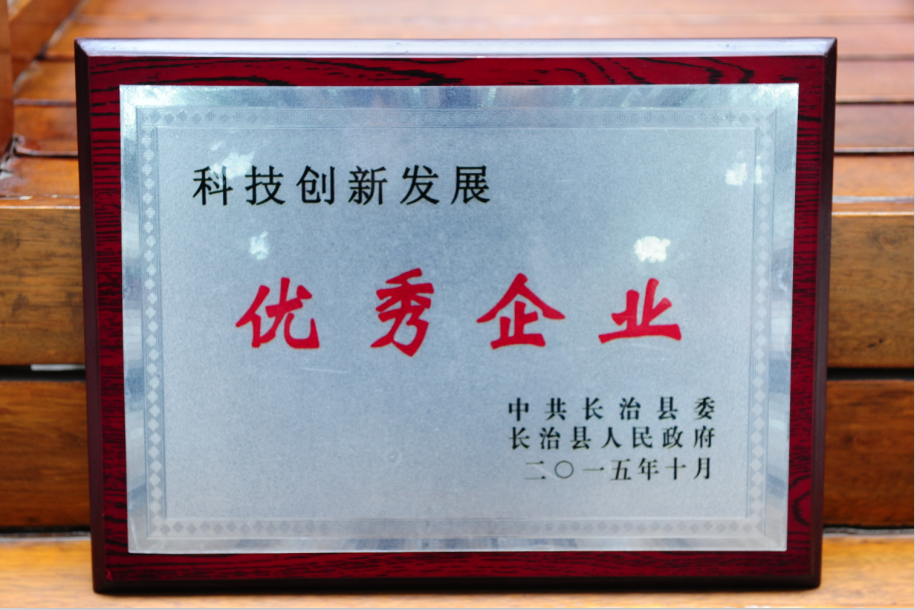 科技创新发展
优秀企业
中共长治县委
长治县人民政府
二〇一五年十月